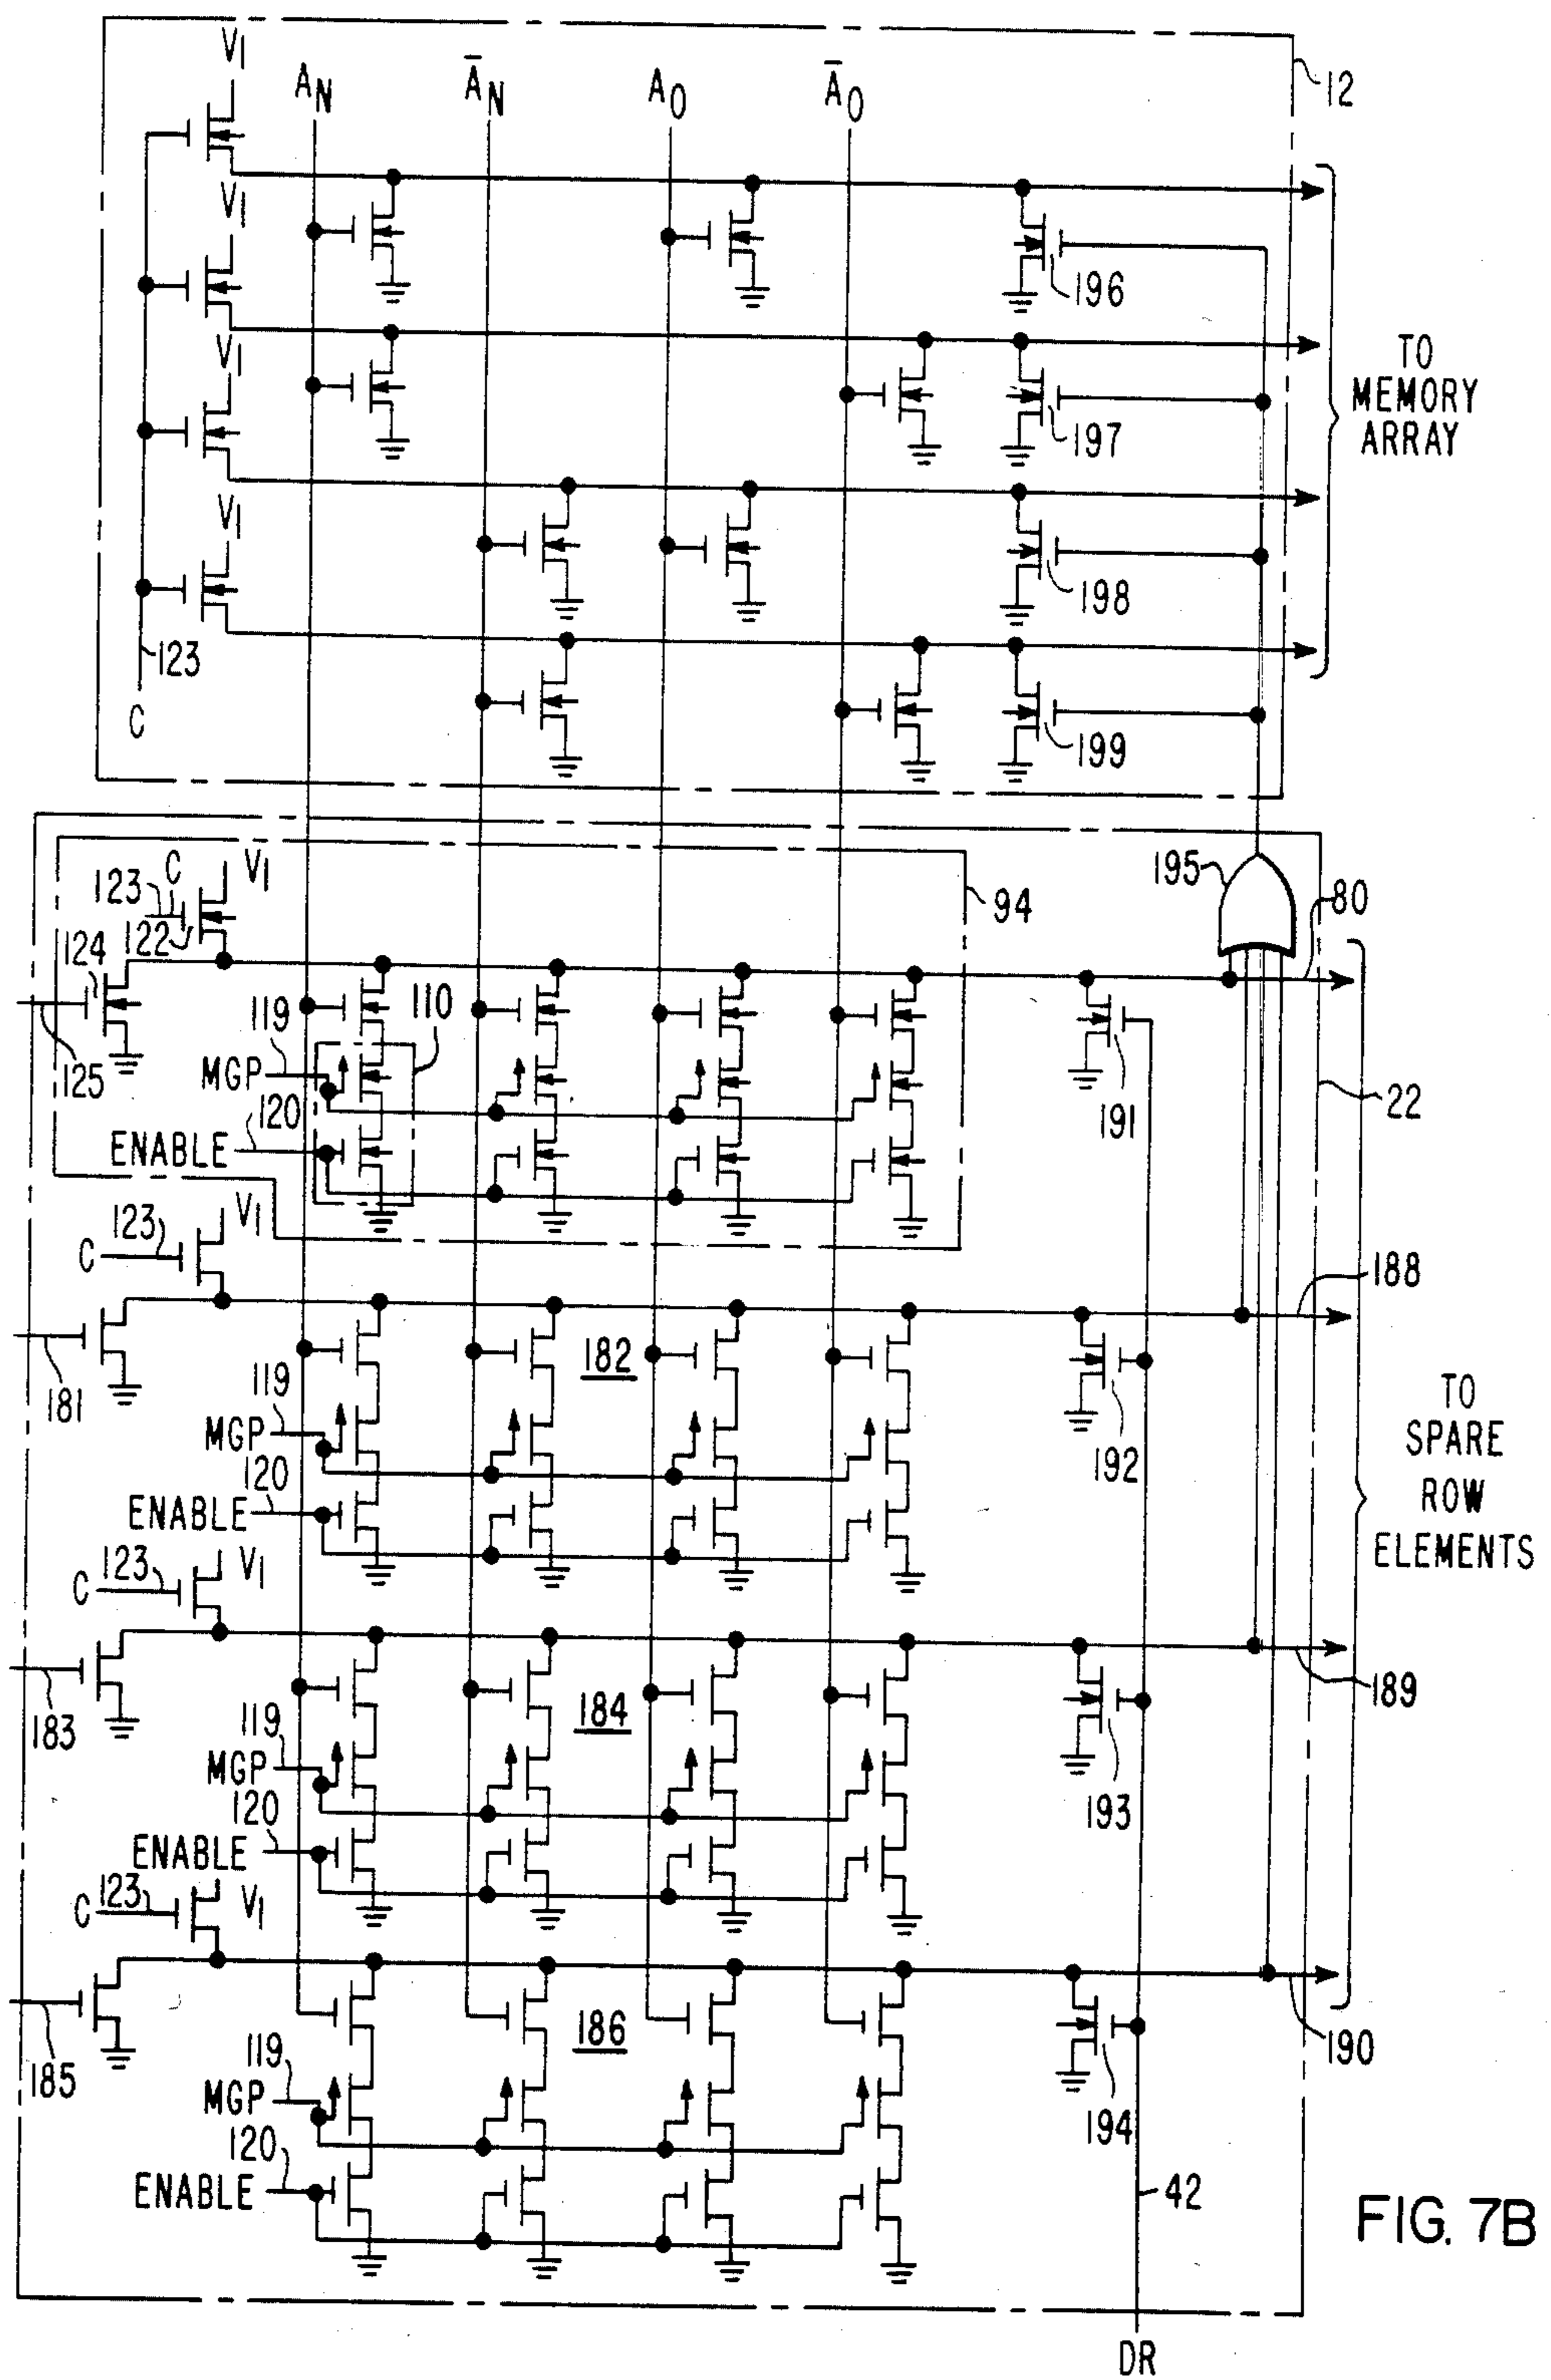 V1
AN
ĀN
A0
Ā0
12
V1
196
V1
197
TO
MEMORY
ARRAY
V1
198
123
C
199
123
C
V1
122
124
94
195
80
119
110
125
MGP
120
ENABLE
191
22
V1
123
C
188
181
119
182
MGP
120
ENABLE
192
TO
SPARE
ROW
ELEMENTS
V1
123
C
183
119
184
MGP
120
ENABLE
193
189
V1
123
C
185
119
186
MGP
120
ENABLE
194
190
42
FIG. 7B
DR